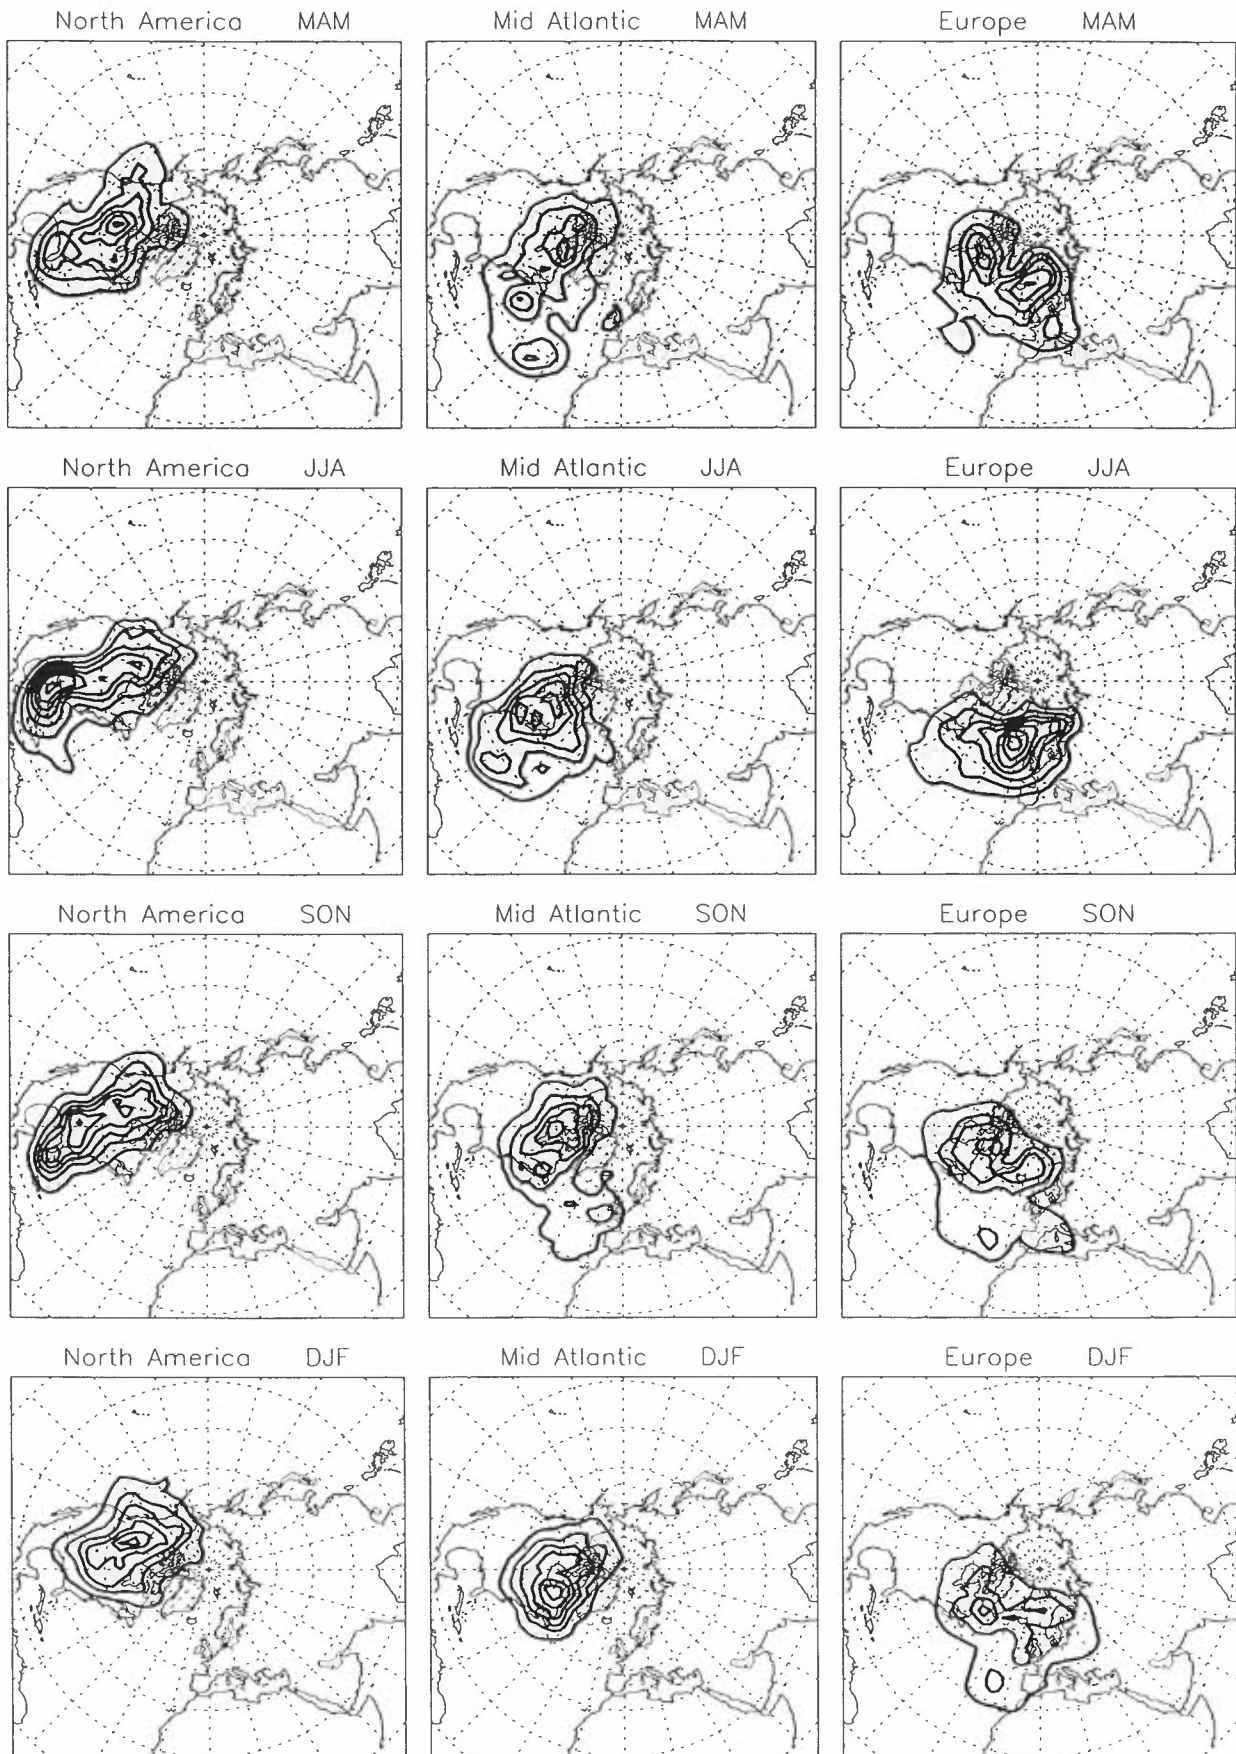 North America MAM
Mid Atlantic MAM
Europe MAM
North America JJA
Mid Atlantic JJA
Europe JJA
North America SON
Mid Atlantic SON
Europe SON
North America DJF
Mid Atlantic DJF
Europe DJF